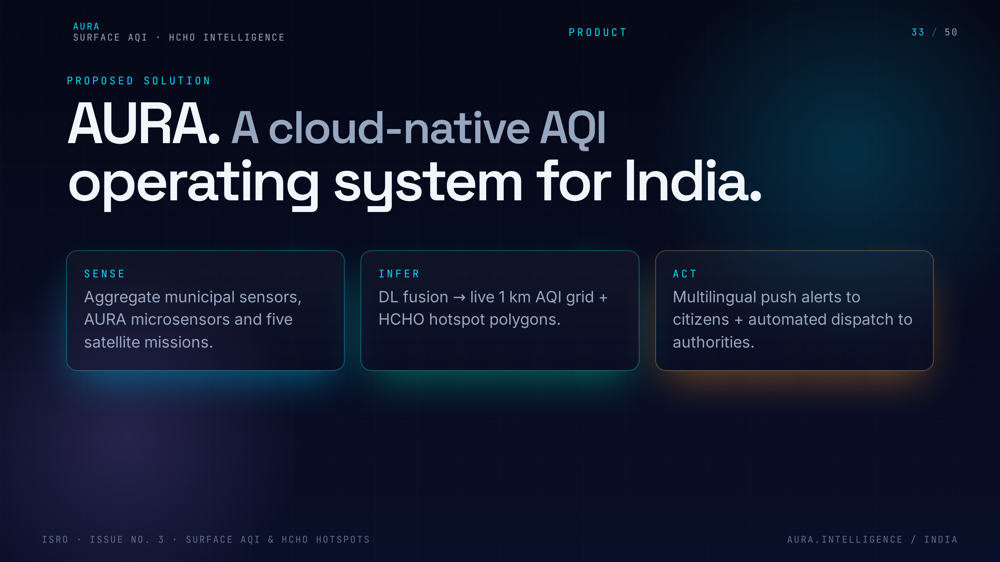 AURA
SURFACE AQI · HCHO INTELLIGENCE
PRODUCT
33 / 50
PROPOSED SOLUTION
AURA. A cloud-native AQI
operating system for India.
SENSE
Aggregate municipal sensors,
AURA microsensors and five
satellite missions.
INFER
DL fusion → live 1 km AQI grid +
HCHO hotspot polygons.
ACT
Multilingual push alerts to
citizens + automated dispatch to
authorities.
ISRO · ISSUE NO. 3 · SURFACE AQI & HCHO HOTSPOTS
AURA.INTELLIGENCE / INDIA